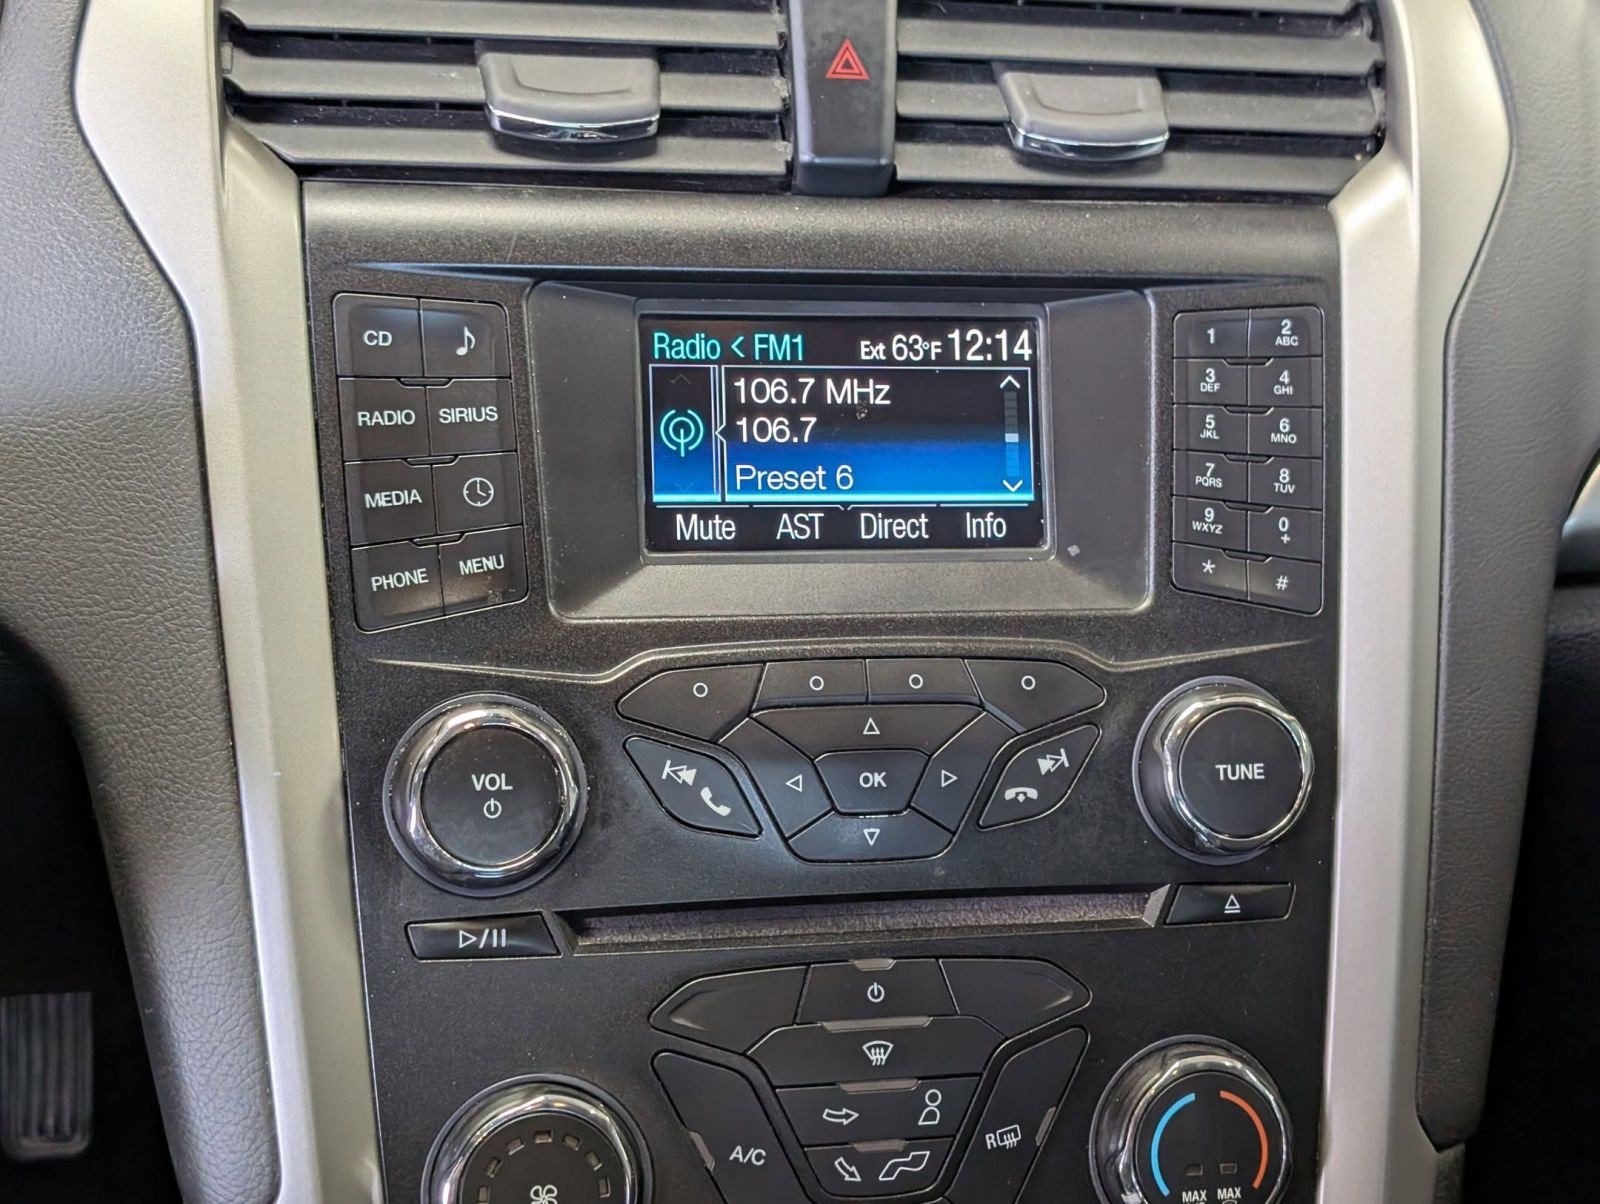 Radio < FM1 Ext 63°F 12:14
106.7 MHz
106.7
Preset 6
Mute AST Direct Info
CD
RADIO SIRIUS
MEDIA
PHONE MENU
1 2 ABC
3 DEF 4 GHI
5 JKL 6 MNO
7 PQRS 8 TUV
9 WXYZ 0 +
* #
VOL
OK
TUNE
A/C
R
MAX MAX